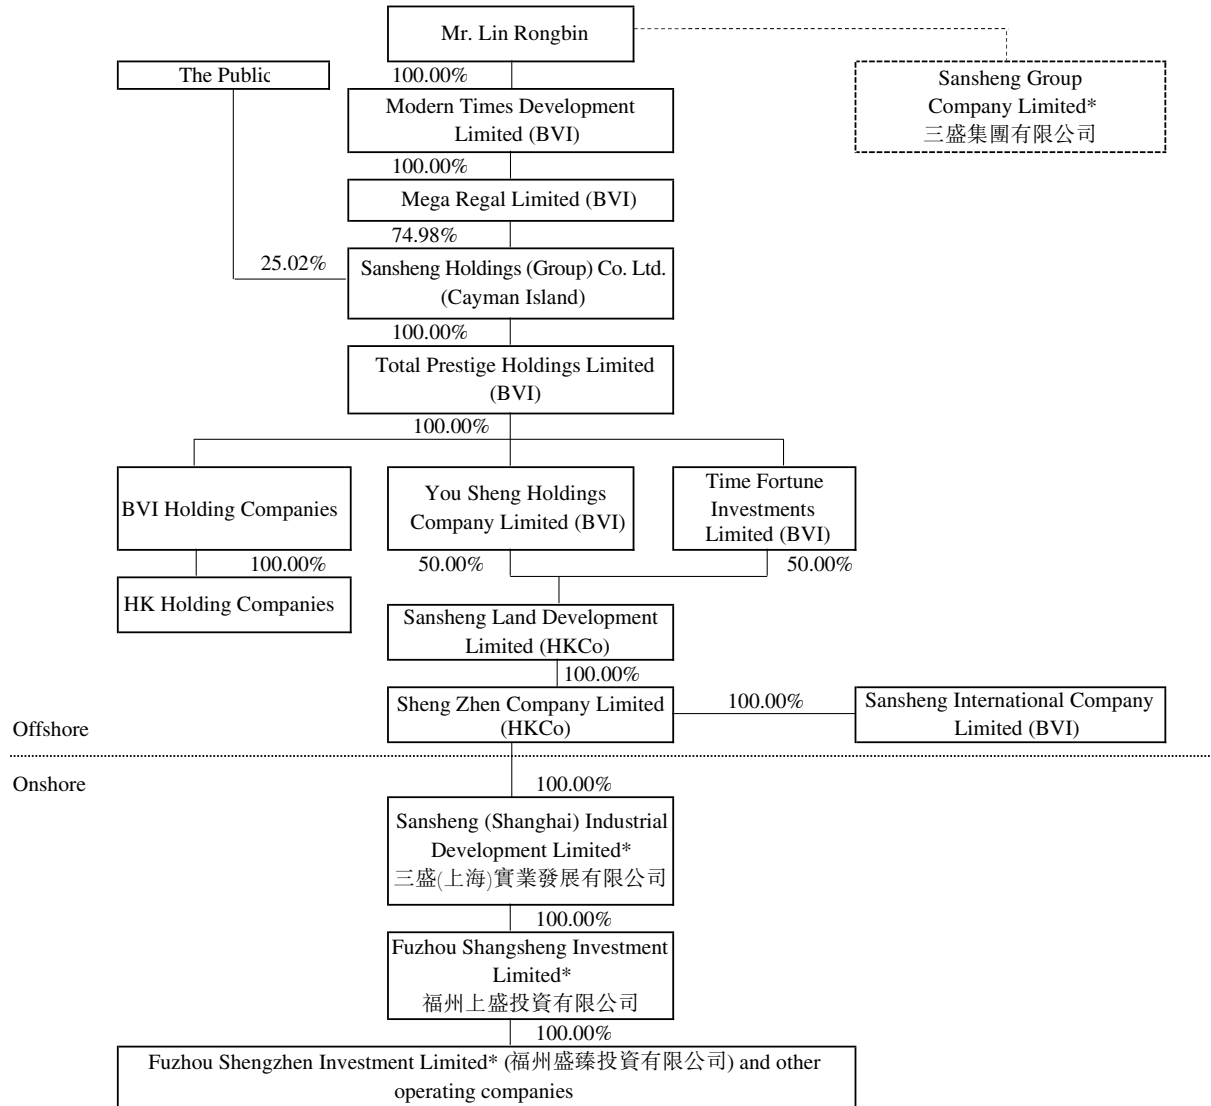 Mr. Lin Rongbin
The Public
100.00%
Sansheng Group
Company Limited*
三盛集團有限公司
Modern Times Development
Limited (BVI)
100.00%
Mega Regal Limited (BVI)
74.98%
25.02%
Sansheng Holdings (Group) Co. Ltd.
(Cayman Island)
100.00%
Total Prestige Holdings Limited
(BVI)
100.00%
BVI Holding Companies
You Sheng Holdings
Company Limited (BVI)
Time Fortune
Investments
Limited (BVI)
100.00%
50.00%
50.00%
HK Holding Companies
Sansheng Land Development
Limited (HKCo)
100.00%
Sheng Zhen Company Limited
(HKCo)
100.00%
Sansheng International Company
Limited (BVI)
Offshore
Onshore
100.00%
Sansheng (Shanghai) Industrial
Development Limited*
三盛(上海)實業發展有限公司
100.00%
Fuzhou Shangsheng Investment
Limited*
福州上盛投資有限公司
100.00%
Fuzhou Shengzhen Investment Limited* (福州盛臻投資有限公司) and other
operating companies